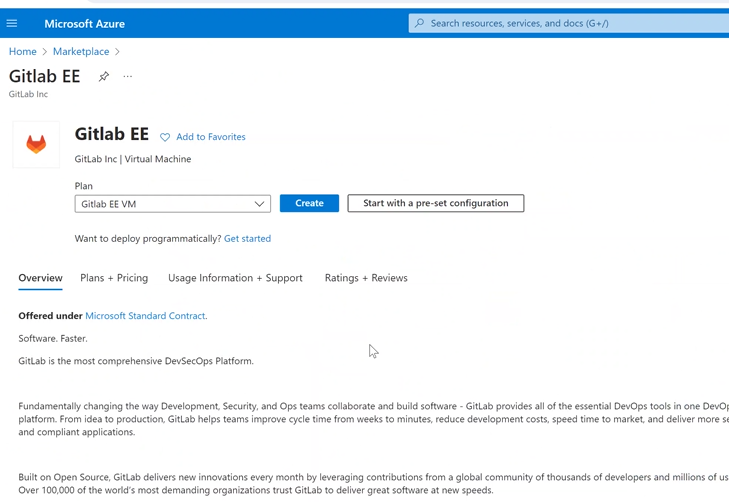 Microsoft Azure
Search resources, services, and docs (G+/)
Home > Marketplace >
Gitlab EE ...
GitLab Inc
Gitlab EE
Add to Favorites
GitLab Inc | Virtual Machine
Plan
Gitlab EE VM
Create
Start with a pre-set configuration
Want to deploy programmatically? Get started
Overview Plans + Pricing Usage Information + Support Ratings + Reviews
Offered under Microsoft Standard Contract.
Software. Faster.
GitLab is the most comprehensive DevSecOps Platform.
Fundamentally changing the way Development, Security, and Ops teams collaborate and build software - GitLab provides all of the essential DevOps tools in one DevO
platform. From idea to production, GitLab helps teams improve cycle time from weeks to minutes, reduce development costs, speed time to market, and deliver more se
and compliant applications.
Built on Open Source, GitLab delivers new innovations every month by leveraging contributions from a global community of thousands of developers and millions of us
Over 100,000 of the world's most demanding organizations trust GitLab to deliver great software at new speeds.